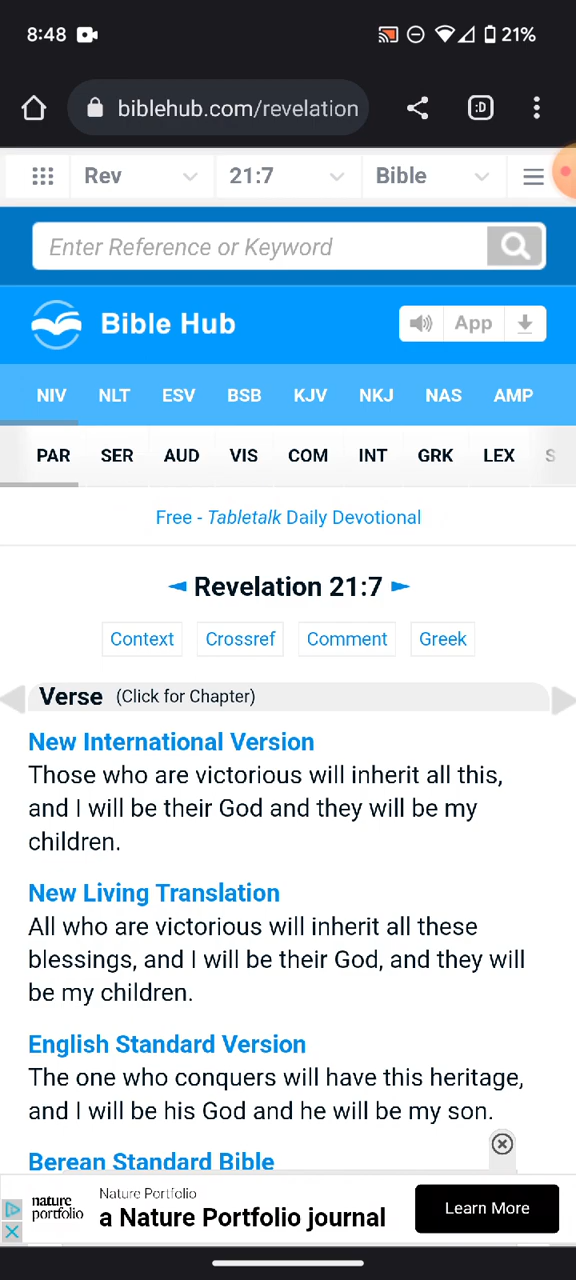 8:48 21%
biblehub.com/revelation :D
Rev 21:7 Bible
Enter Reference or Keyword
Bible Hub App
NIV NLT ESV BSB KJV NKJ NAS AMP
PAR SER AUD VIS COM INT GRK LEX S
Free - Tabletalk Daily Devotional
◄ Revelation 21:7 ►
Context Crossref Comment Greek
Verse (Click for Chapter)
New International Version
Those who are victorious will inherit all this,
and I will be their God and they will be my
children.
New Living Translation
All who are victorious will inherit all these
blessings, and I will be their God, and they will
be my children.
English Standard Version
The one who conquers will have this heritage,
and I will be his God and he will be my son.
Berean Standard Bible
nature portfolio
Nature Portfolio
a Nature Portfolio journal
Learn More